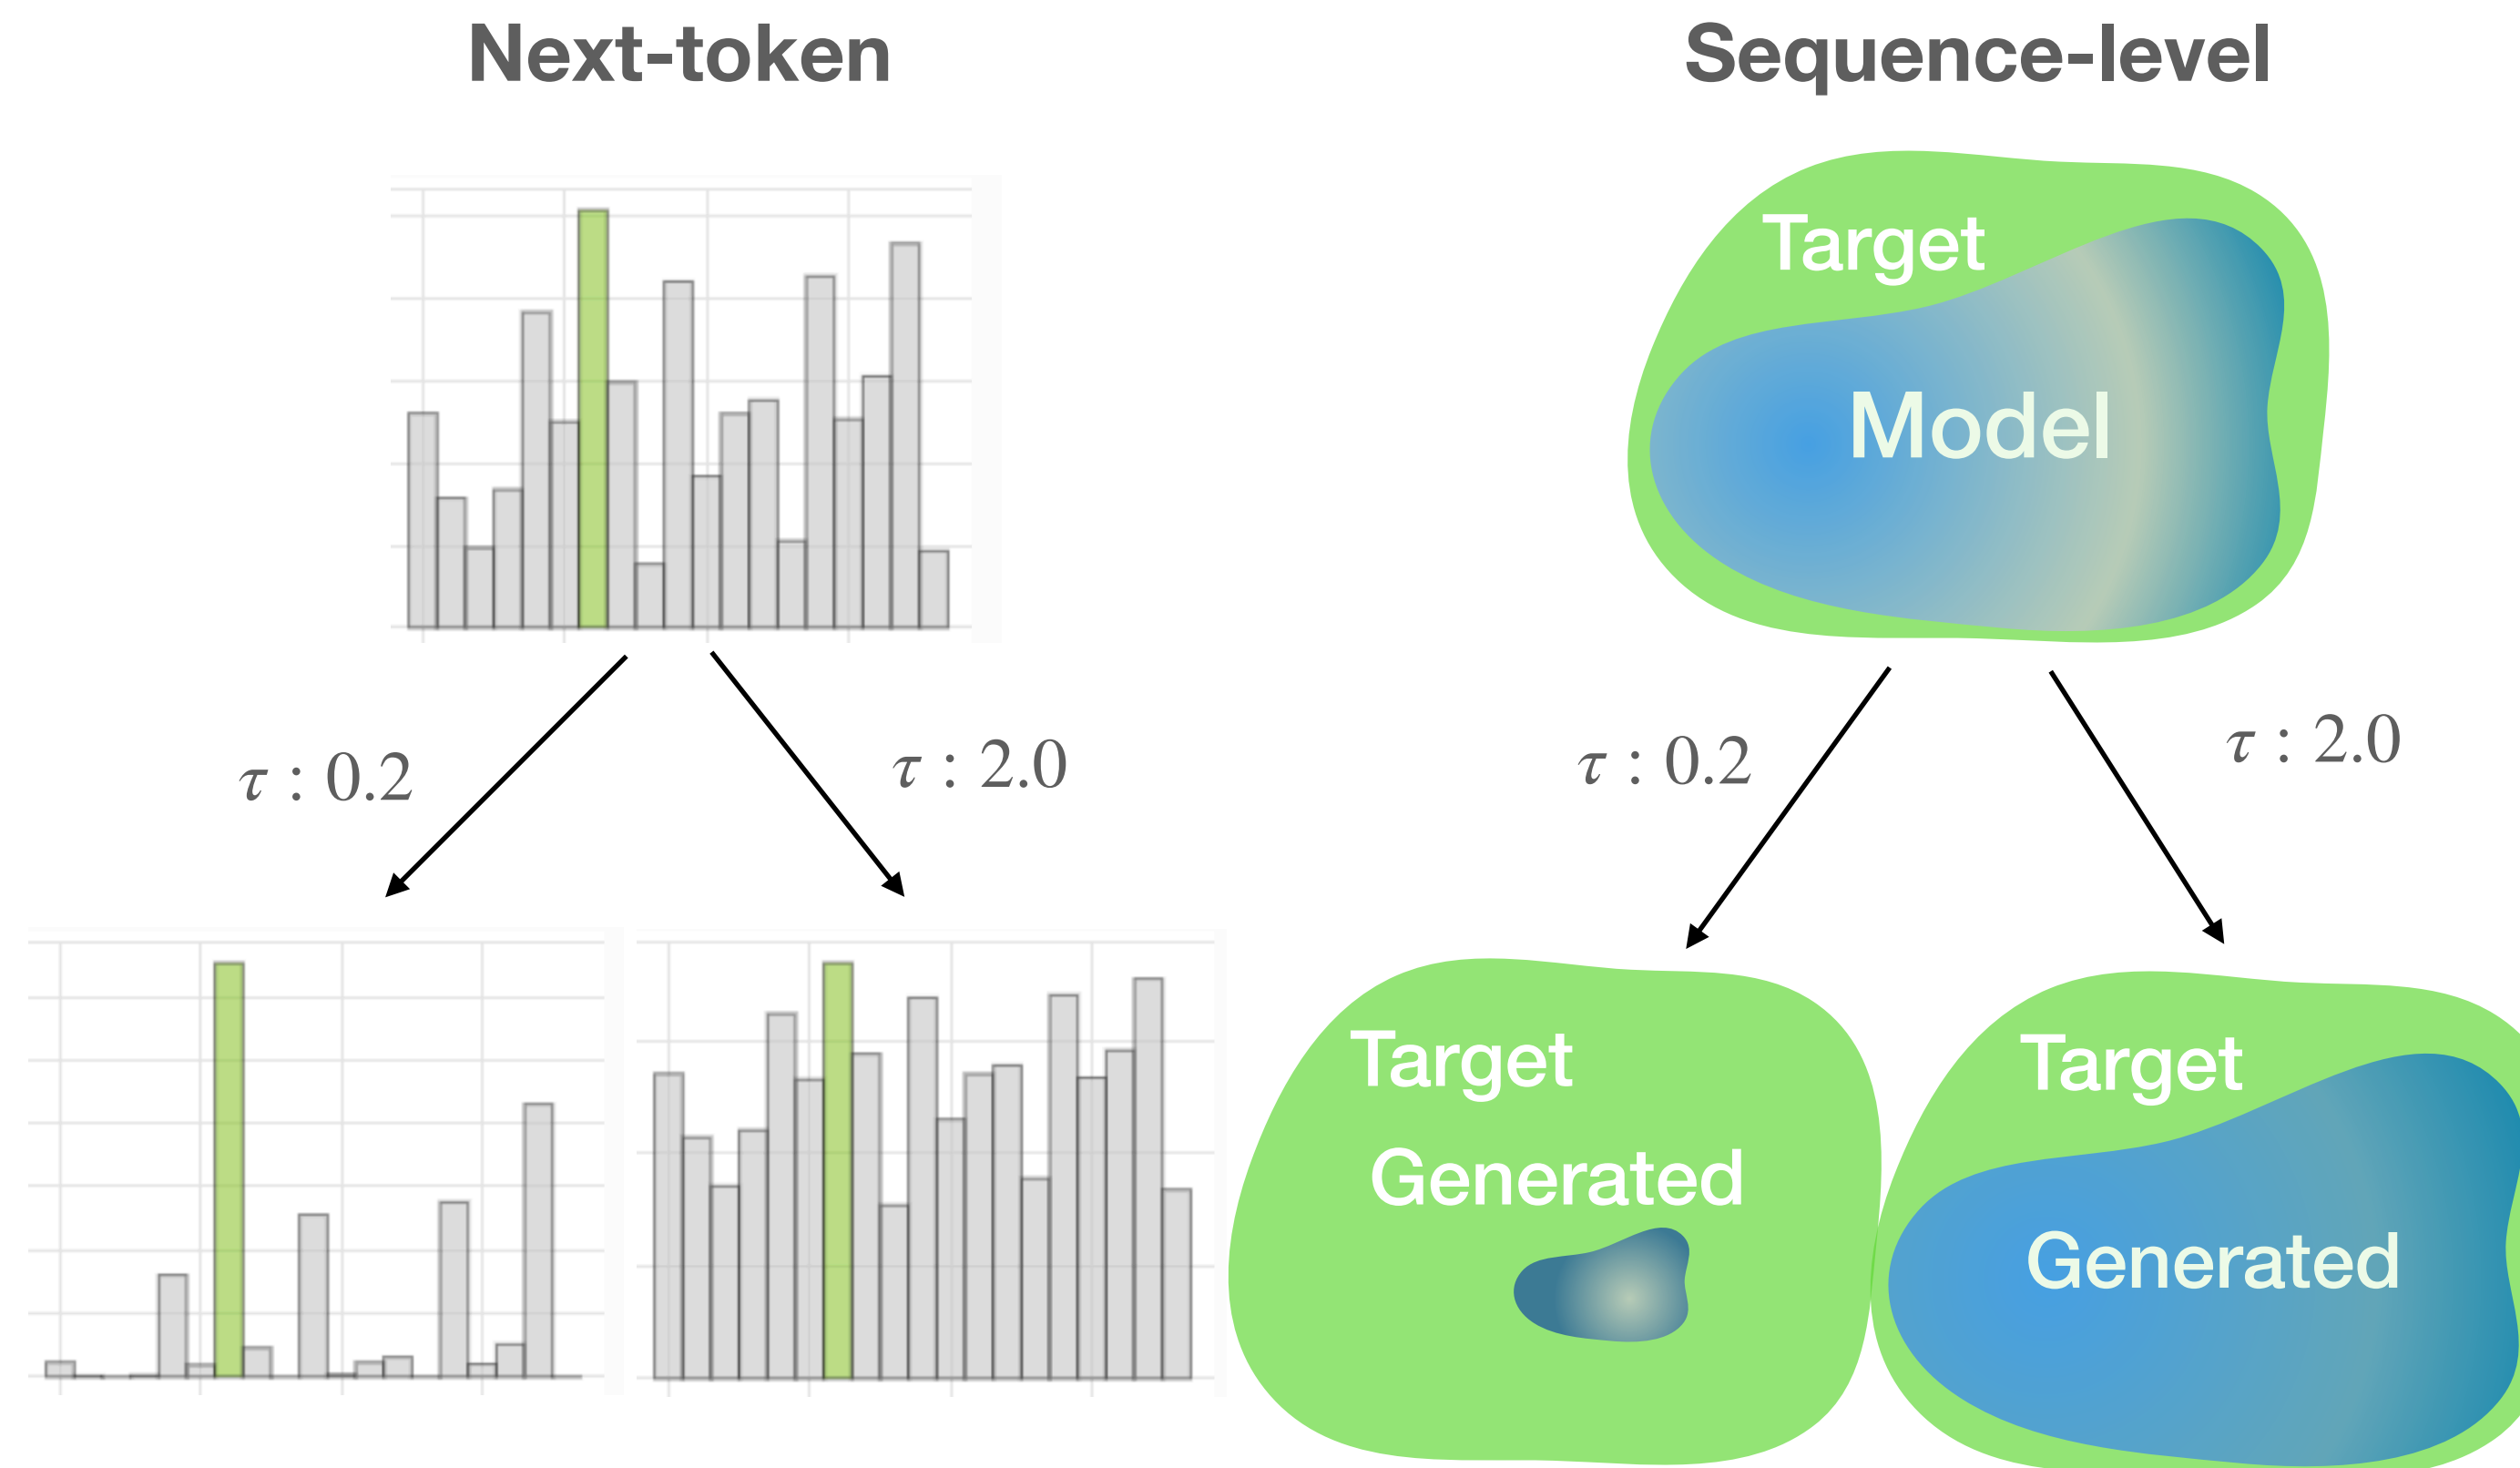 Next-token
Sequence-level
Target
Model
τ : 0.2
τ : 2.0
τ : 0.2
τ : 2.0
Target
Generated
Target
Generated